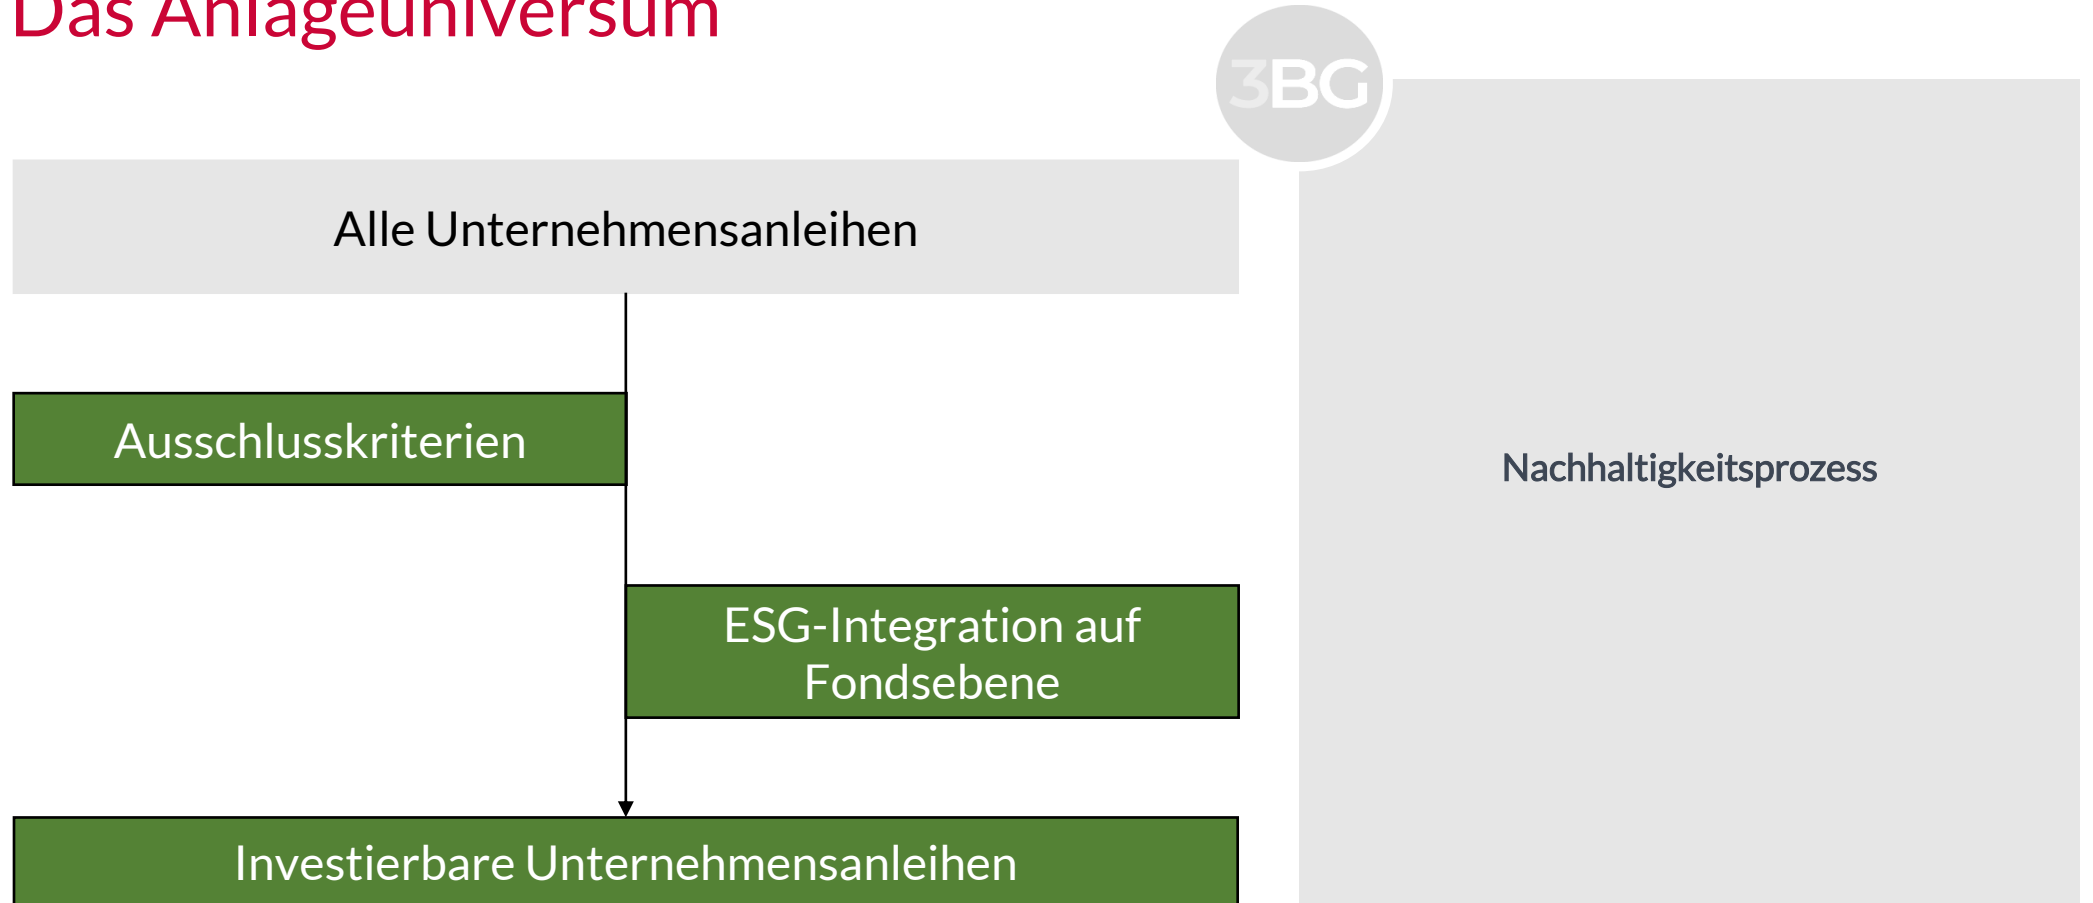 Das Anlageuniversum
3BG
Alle Unternehmensanleihen
Ausschlusskriterien
Nachhaltigkeitsprozess
ESG-Integration auf
Fondsebene
Investierbare Unternehmensanleihen